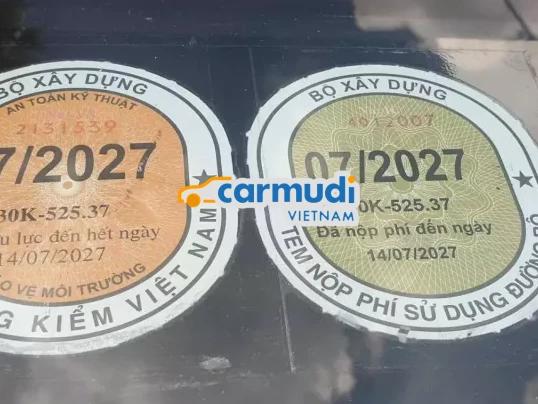 BỘ XÂY DỰNG
AN TOÀN KỸ THUẬT
2131539
7/2027
30K-525.37
lực đến hết ngày
14/07/2027
VỆ MÔI TRƯỜNG
KIỂM VIỆT NAM
BỘ XÂY DỰNG
07/2027
0K-525.37
Đã nộp phí đến ngày
14/07/2027
TEM NỘP PHÍ SỬ DỤNG ĐƯỜNG BỘ
carmudi
VIETNAM